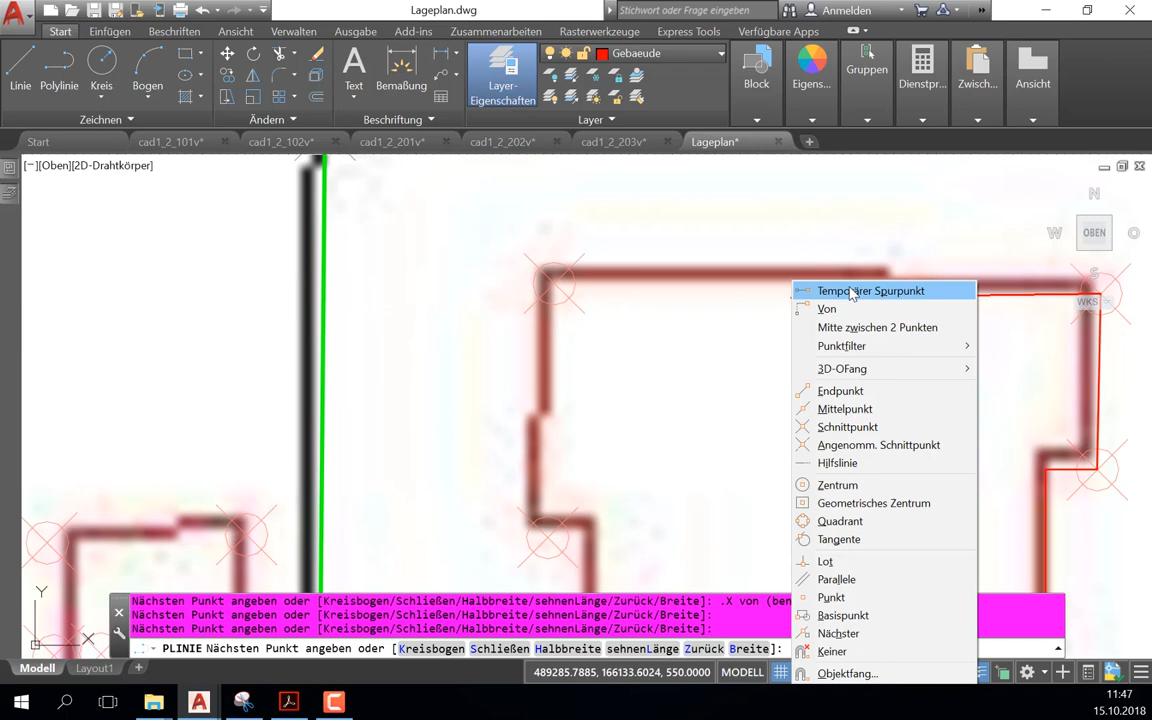 Lageplan.dwg
Stichwort oder Frage eingeben
Anmelden
Start
Einfügen
Beschriften
Ansicht
Verwalten
Ausgabe
Add-ins
Zusammenarbeiten
Rasterwerkzeuge
Express Tools
Verfügbare Apps
Linie
Polylinie
Kreis
Bogen
Text
Bemaßung
Layer-
Eigenschaften
Gebaeude
Block
Eigens...
Gruppen
Dienstpr...
Zwisch...
Ansicht
Zeichnen
Ändern
Beschriftung
Layer
Start
cad1_2_101v*
cad1_2_102v*
cad1_2_201v*
cad1_2_202v*
cad1_2_203v*
Lageplan*
[−][Oben][2D-Drahtkörper]
N
W
OBEN
O
S
WKS
Temporärer Spurpunkt
Von
Mitte zwischen 2 Punkten
Punktfilter
3D-OFang
Endpunkt
Mittelpunkt
Schnittpunkt
Angenomm. Schnittpunkt
Hilfslinie
Zentrum
Geometrisches Zentrum
Quadrant
Tangente
Lot
Parallele
Punkt
Basispunkt
Nächster
Keiner
Objektfang...
Y
X
Nächsten Punkt angeben oder [Kreisbogen/Schließen/Halbbreite/sehnenLänge/Zurück/Breite]: .X von (ben
Nächsten Punkt angeben oder [Kreisbogen/Schließen/Halbbreite/sehnenLänge/Zurück/Breite]:
Nächsten Punkt angeben oder [Kreisbogen/Schließen/Halbbreite/sehnenLänge/Zurück/Breite]:
PLINIE Nächsten Punkt angeben oder [Kreisbogen Schließen Halbbreite sehnenLänge Zurück Breite]:
Modell
Layout1
489285.7885, 166133.6024, 550.0000
MODELL
11:47
15.10.2018